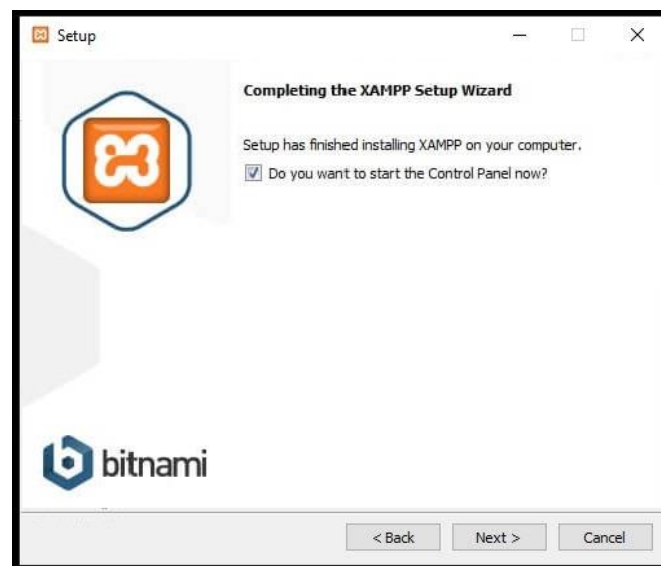 Setup
Completing the XAMPP Setup Wizard
Setup has finished installing XAMPP on your computer.
Do you want to start the Control Panel now?
bitnami
< Back
Next >
Cancel